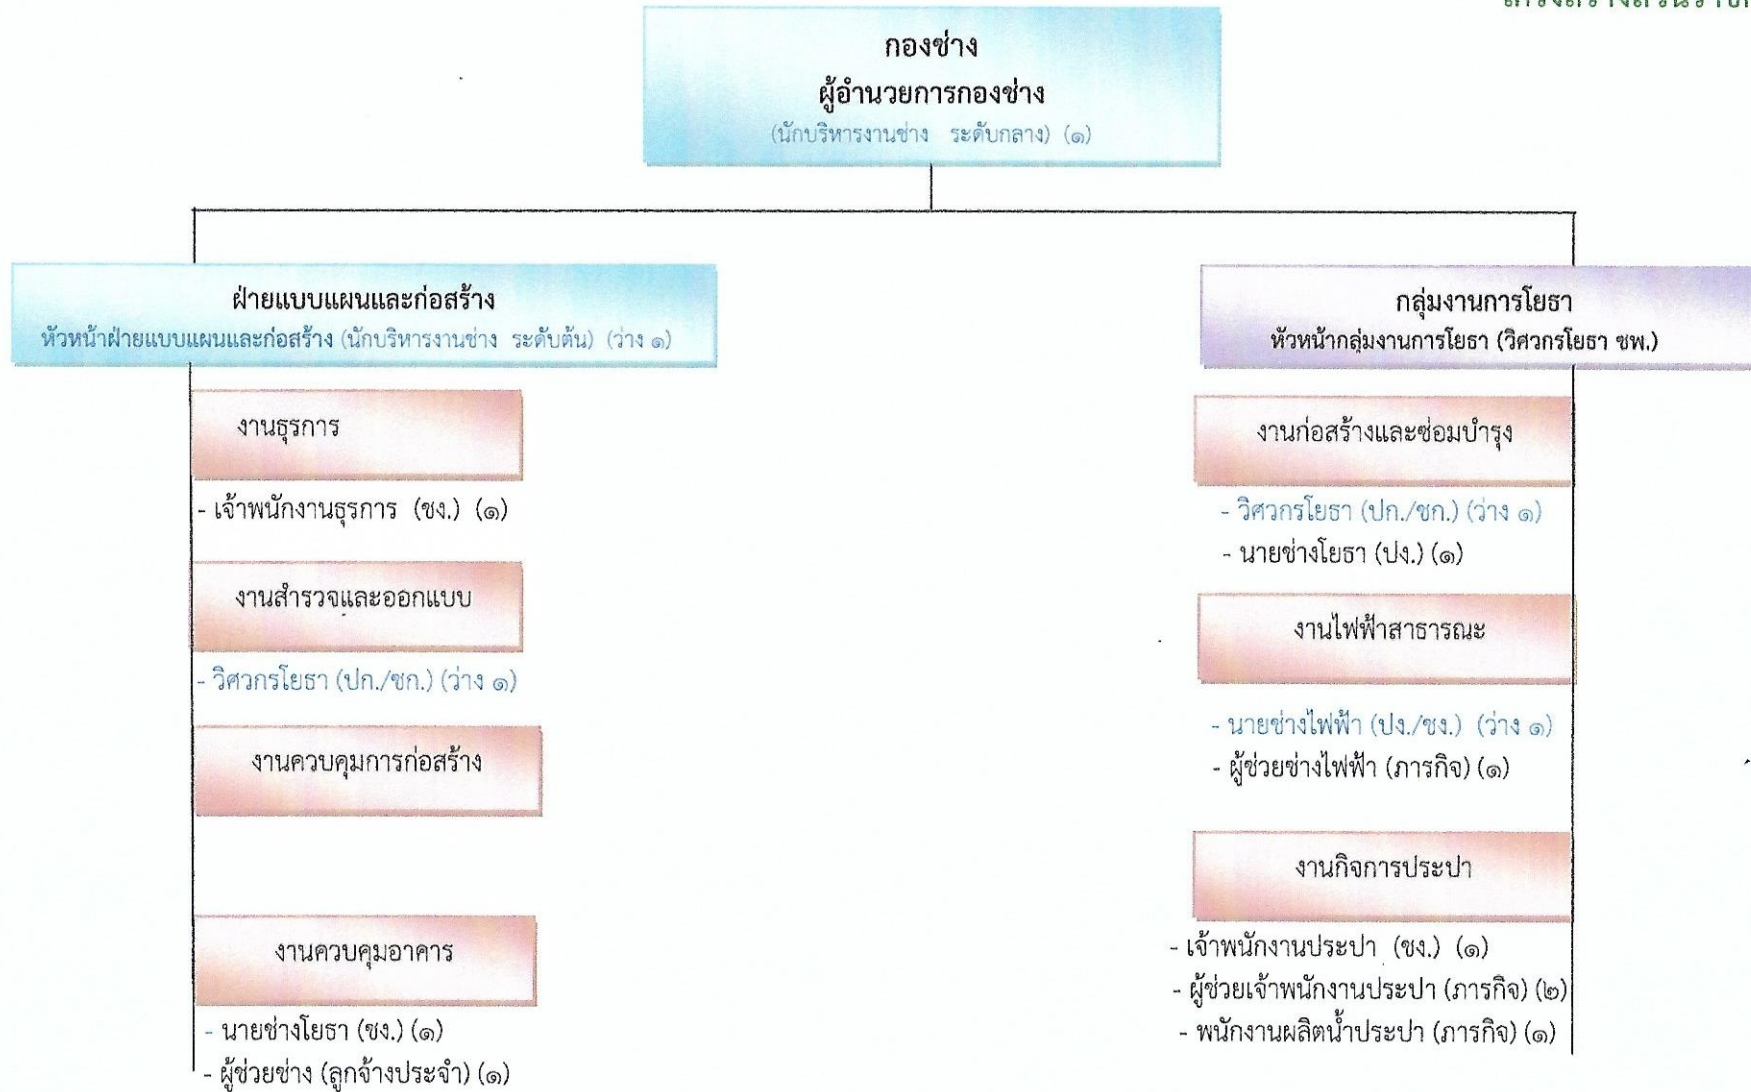 กองช่าง
ผู้อำนวยการกองช่าง
(นักบริหารงานช่าง ระดับกลาง) (๑)
ฝ่ายแบบแผนและก่อสร้าง
หัวหน้าฝ่ายแบบแผนและก่อสร้าง (นักบริหารงานช่าง ระดับต้น) (ว่าง ๑)
งานธุรการ
- เจ้าพนักงานธุรการ (ชง.) (๑)
งานสำรวจและออกแบบ
- วิศวกรโยธา (ปก./ชก.) (ว่าง ๑)
งานควบคุมการก่อสร้าง
งานควบคุมอาคาร
- นายช่างโยธา (ชง.) (๑)
- ผู้ช่วยช่าง (ลูกจ้างประจำ) (๑)
กลุ่มงานการโยธา
หัวหน้ากลุ่มงานการโยธา (วิศวกรโยธา ชพ.)
งานก่อสร้างและซ่อมบำรุง
- วิศวกรโยธา (ปก./ชก.) (ว่าง ๑)
- นายช่างโยธา (ปง.) (๑)
งานไฟฟ้าสาธารณะ
- นายช่างไฟฟ้า (ปง./ชง.) (ว่าง ๑)
- ผู้ช่วยช่างไฟฟ้า (ภารกิจ) (๑)
งานกิจการประปา
- เจ้าพนักงานประปา (ชง.) (๑)
- ผู้ช่วยเจ้าพนักงานประปา (ภารกิจ) (๒)
- พนักงานผลิตน้ำประปา (ภารกิจ) (๑)